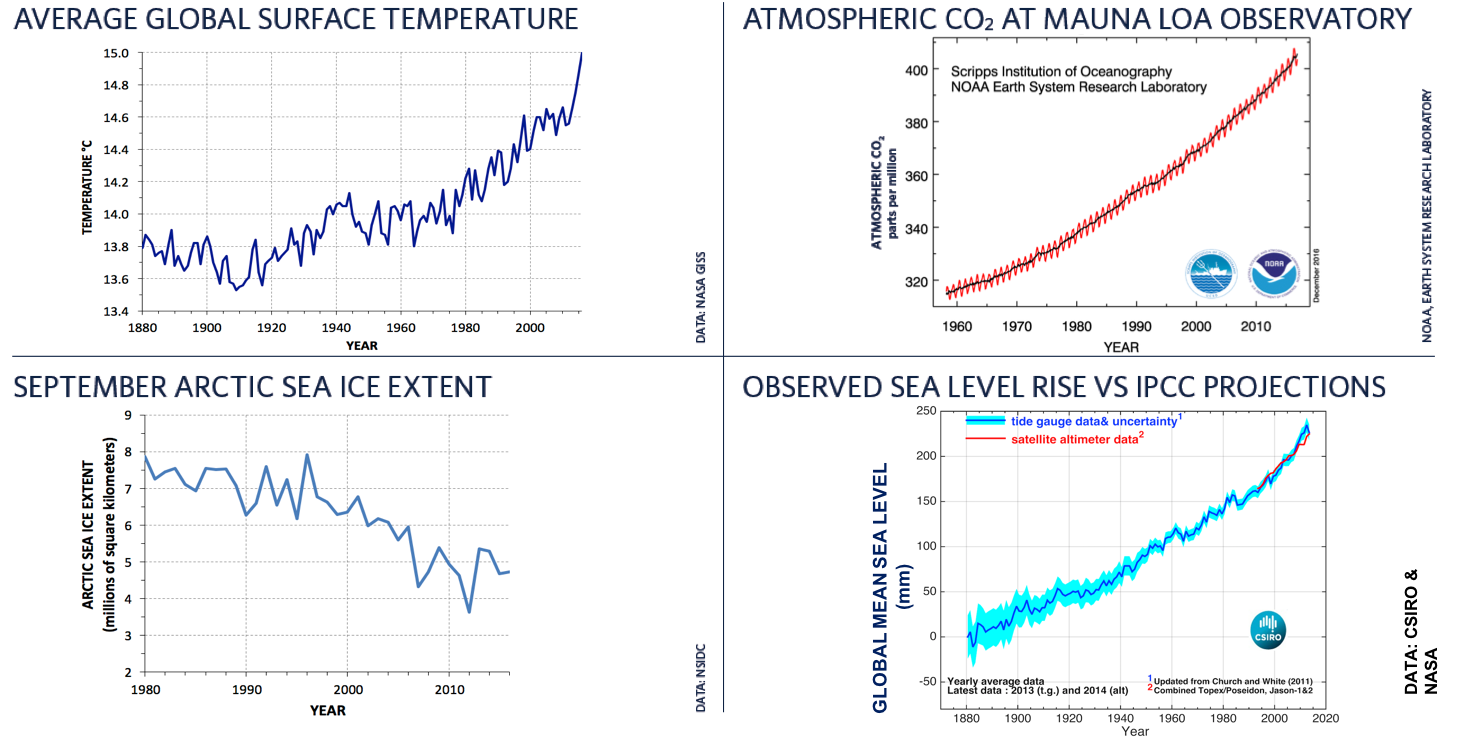 AVERAGE GLOBAL SURFACE TEMPERATURE
15.0
14.8
14.6
14.4
14.2
14.0
13.8
13.6
13.4
TEMPERATURE °C
1880
1900
1920
1940
1960
1980
2000
YEAR
DATA: NASA GISS
ATMOSPHERIC CO₂ AT MAUNA LOA OBSERVATORY
Scripps Institution of Oceanography
NOAA Earth System Research Laboratory
400
380
360
340
320
ATMOSPHERIC CO₂
parts per million
NOAA
December 2016
1960
1970
1980
1990
2000
2010
YEAR
NOAA, EARTH SYSTEM RESEARCH LABORATORY
SEPTEMBER ARCTIC SEA ICE EXTENT
9
8
7
6
5
4
3
2
ARCTIC SEA ICE EXTENT
(millions of square kilometers)
1980
1990
2000
2010
YEAR
DATA: NSIDC
OBSERVED SEA LEVEL RISE VS IPCC PROJECTIONS
tide gauge data& uncertainty¹
satellite altimeter data²
250
200
150
100
50
0
-50
GLOBAL MEAN SEA LEVEL
(mm)
CSIRO
Yearly average data
Latest data : 2013 (t.g.) and 2014 (alt)
¹ Updated from Church and White (2011)
² Combined Topex/Poseidon, Jason-1&2
1880
1900
1920
1940
1960
1980
2000
2020
Year
DATA: CSIRO &
NASA